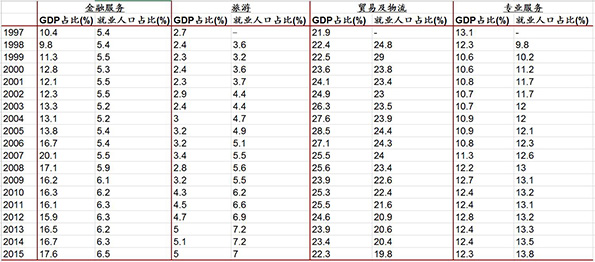 金融服务 旅游 贸易及物流 专业服务
GDP占比(%) 就业人口占比(%) GDP占比(%) 就业人口占比(%) GDP占比(%) 就业人口占比(%) GDP占比(%) 就业人口占比(%)
1997 10.4 5.4 2.7 – 21.9 - 13.1 -
1998 9.8 5.4 2.4 3.6 22.4 24.8 12.3 9.8
1999 11.3 5.5 2.3 3.2 22.5 29 10.6 10.2
2000 12.8 5.3 2.4 3.6 23.6 23.8 10.6 11.2
2001 12.1 5.5 2.2 3.8 24.1 23.4 10.8 11.7
2002 12.3 5.5 2.9 4.4 24.9 23 10.7 11.7
2003 13.3 5.2 2.4 4.4 26.3 23.5 10.7 12
2004 13.1 5.2 3 4.7 27.6 23.9 10.9 12
2005 13.8 5.4 3.2 4.9 28.5 24.4 10.9 12.1
2006 16.7 5.4 3.2 5.1 27.1 24.3 10.8 12.3
2007 20.1 5.5 3.4 5.5 25.5 24 11.3 12.6
2008 17.1 5.9 2.8 5.6 25.6 23.4 12.2 13
2009 16.2 6.1 3.2 5.5 23.9 22.6 12.7 13.1
2010 16.3 6.2 4.3 6.2 25.3 22.4 12.4 13.2
2011 16.1 6.3 4.5 6.6 25.5 21.6 12.4 13.1
2012 15.9 6.3 4.7 6.9 24.6 20.9 12.8 13.2
2013 16.5 6.2 5 7.2 23.9 20.6 12.4 13.3
2014 16.7 6.3 5.1 7.2 23.4 20.4 12.4 13.5
2015 17.6 6.5 5 7 22.3 19.8 12.3 13.8